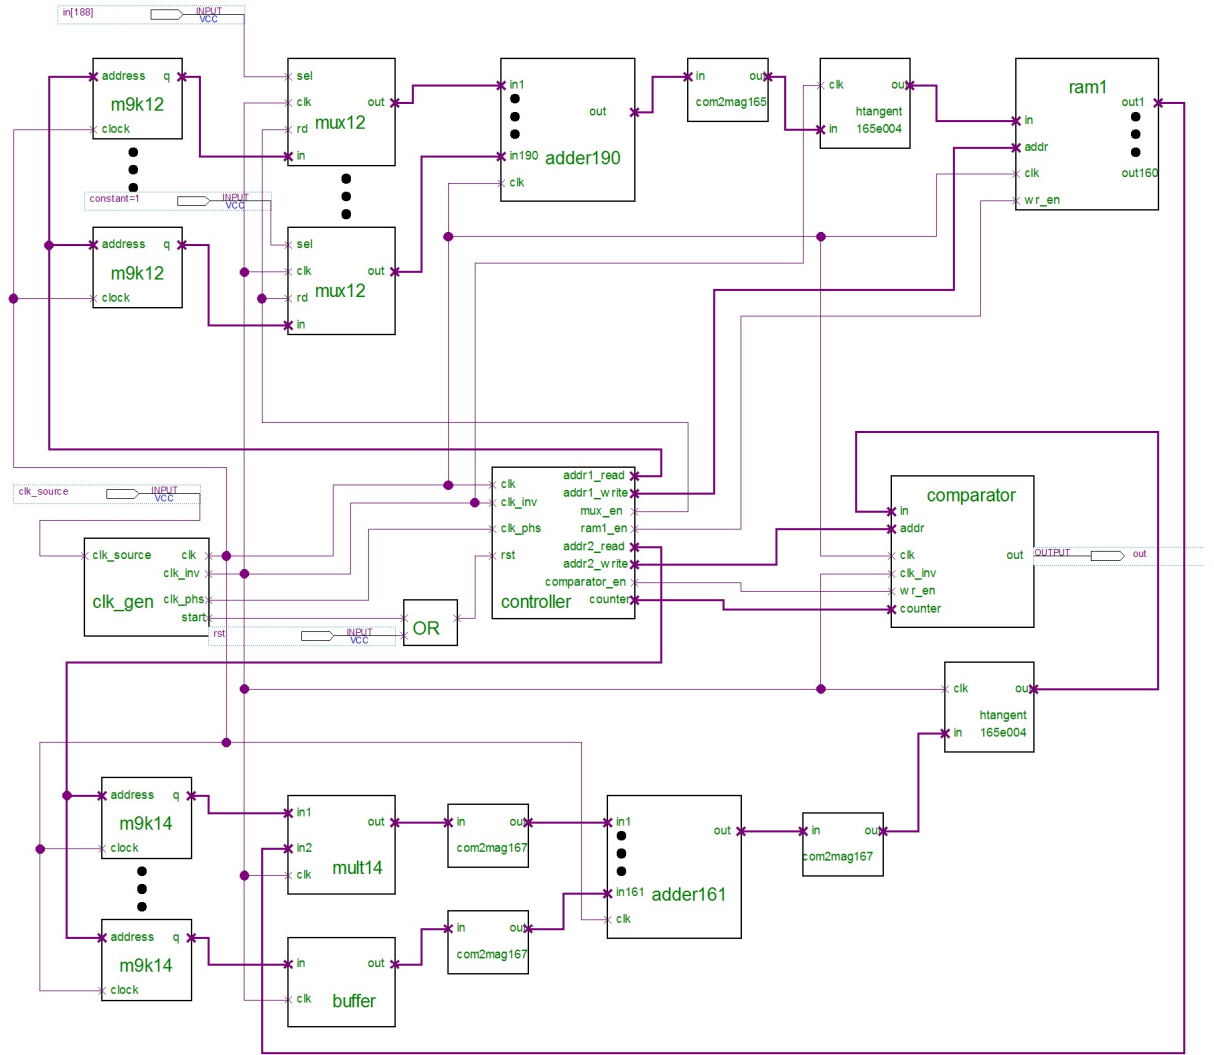 in[188]
INPUT
VCC
address q
m9k12
clock
sel
clk
rd
in
out
mux12
in1
out
in190
adder190
clk
in out
com2mag165
clk out
htangent
in 165e004
ram1
out1
in
addr
clk
out160
wr_en
constant=1
INPUT
VCC
address q
m9k12
clock
sel
clk
rd
in
out
mux12
clk_source
INPUT
VCC
clk_source clk
clk_inv
clk_phs
start
clk_gen
rst
INPUT
VCC
OR
clk
clk_inv
clk_phs
rst
addr1_read
addr1_write
mux_en
ram1_en
addr2_read
addr2_write
comparator_en
counter
controller
comparator
in
addr
clk
clk_inv
wr_en
counter
out
OUTPUT
out
clk out
htangent
in 165e004
address q
m9k14
clock
in1
out
in2
mult14
clk
in out
com2mag167
in1
out
in161
adder161
clk
in out
com2mag167
address q
m9k14
clock
in out
clk
buffer
in out
com2mag167